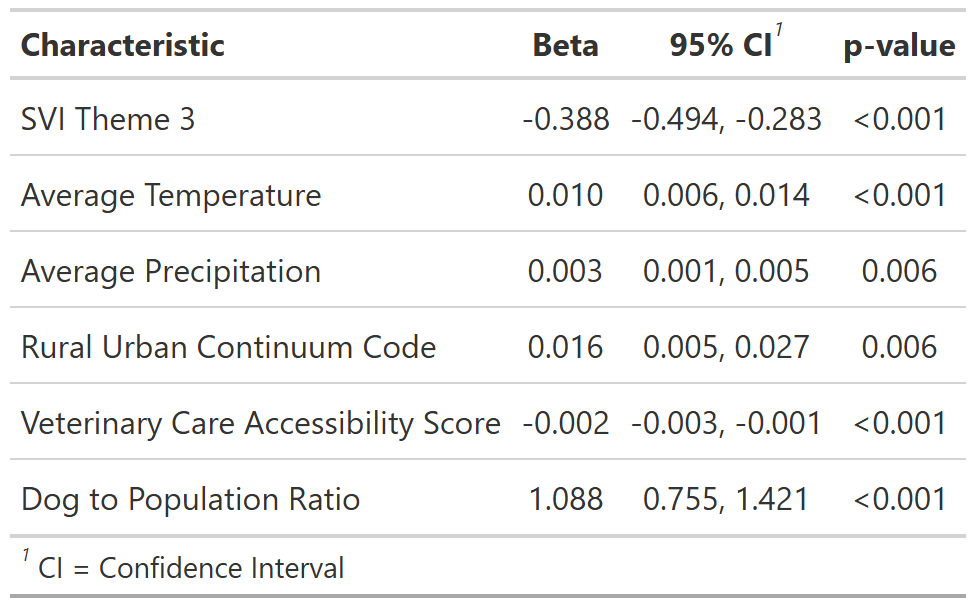 Characteristic Beta 95% CI1 p-value
SVI Theme 3 -0.388 -0.494, -0.283 <0.001
Average Temperature 0.010 0.006, 0.014 <0.001
Average Precipitation 0.003 0.001, 0.005 0.006
Rural Urban Continuum Code 0.016 0.005, 0.027 0.006
Veterinary Care Accessibility Score -0.002 -0.003, -0.001 <0.001
Dog to Population Ratio 1.088 0.755, 1.421 <0.001
1 CI = Confidence Interval